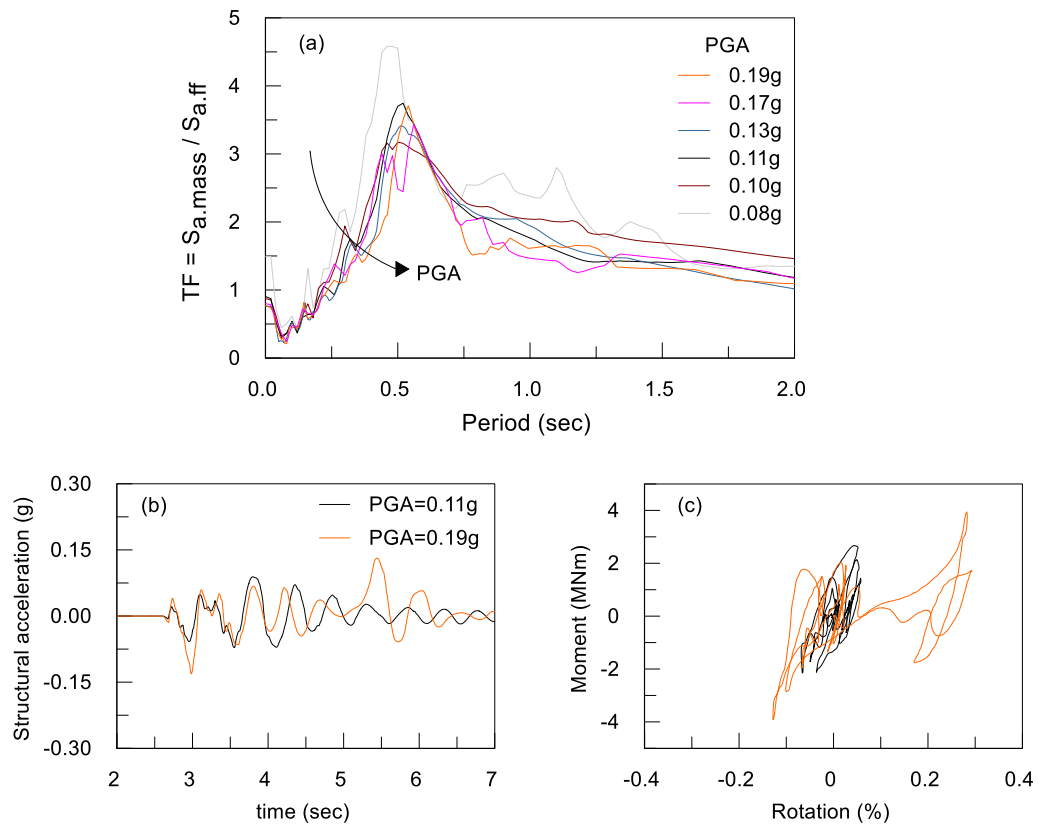 (a)
TF = Sa.mass / Sa.ff
5
4
3
2
1
0
PGA
0.19g
0.17g
0.13g
0.11g
0.10g
0.08g
PGA
0.0 0.5 1.0 1.5 2.0
Period (sec)
(b)
Structural acceleration (g)
0.30
0.15
0.00
-0.15
-0.30
PGA=0.11g
PGA=0.19g
2 3 4 5 6 7
time (sec)
(c)
Moment (MNm)
4
2
0
-2
-4
-0.4 -0.2 0 0.2 0.4
Rotation (%)